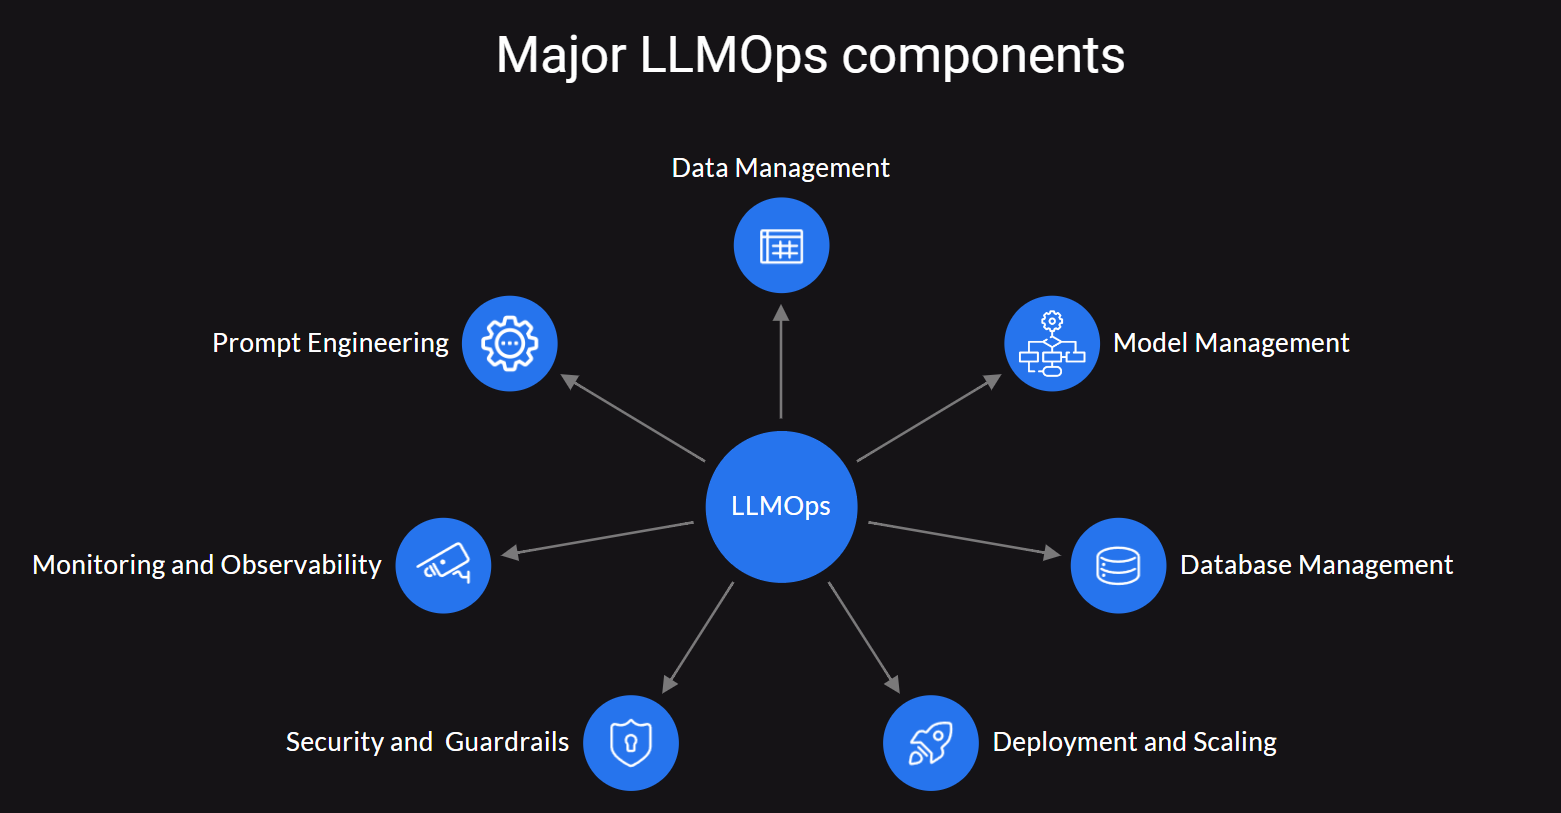 Major LLMOps components
Data Management
Prompt Engineering
Model Management
LLMOps
Monitoring and Observability
Database Management
Security and  Guardrails
Deployment and Scaling